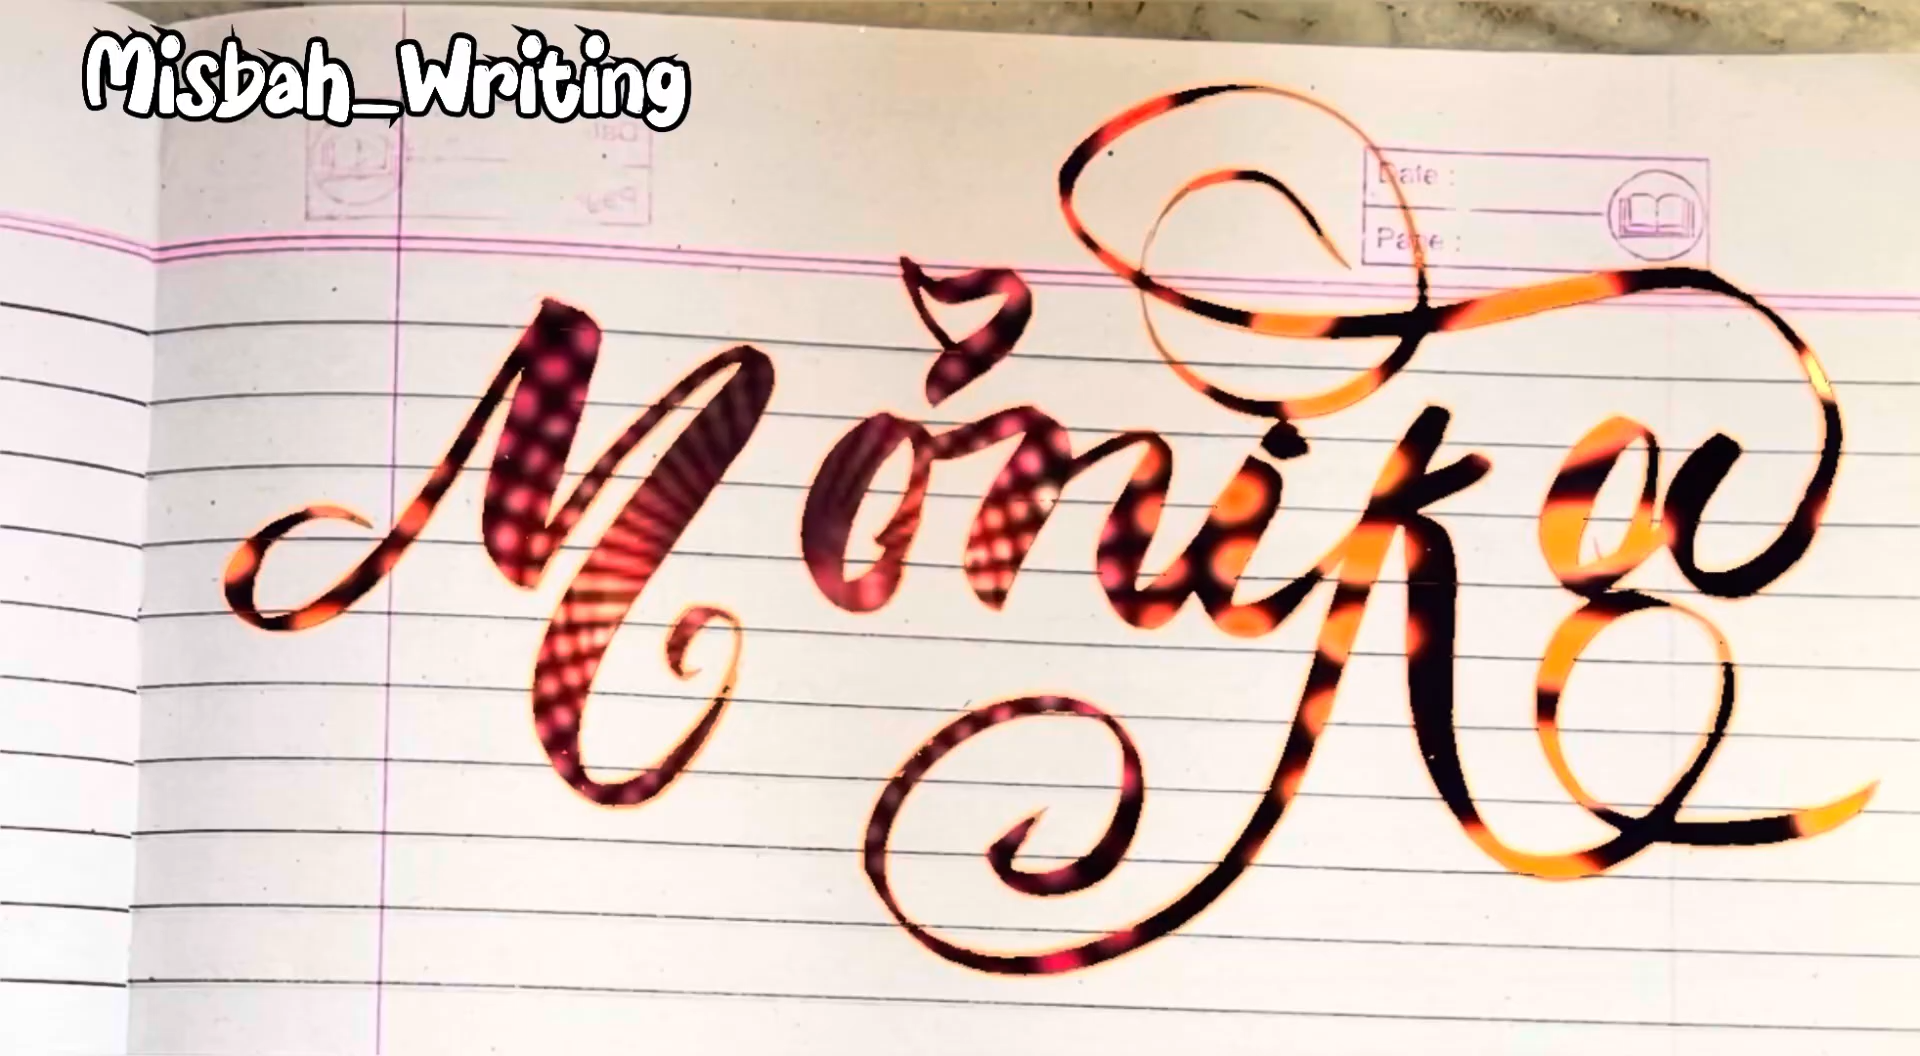 Misbah_Writing
Date :
Page :
Monika